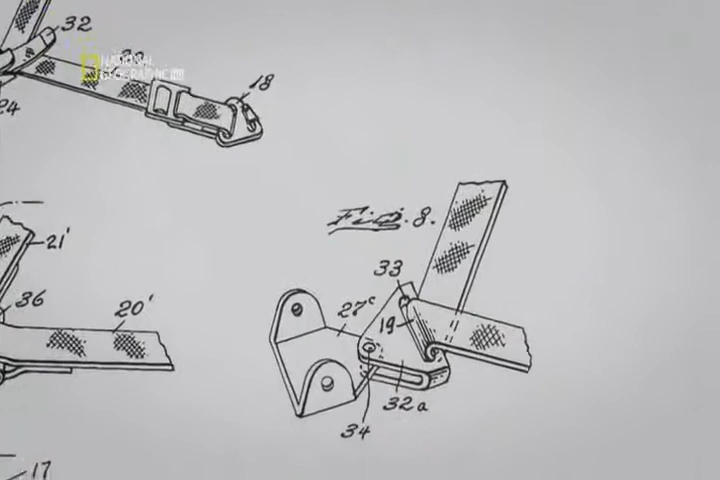 32
NATIONAL
GEOGRAPHIC
18
24
Fig. 8.
21'
33
36
20'
27c
19
32a
34
17